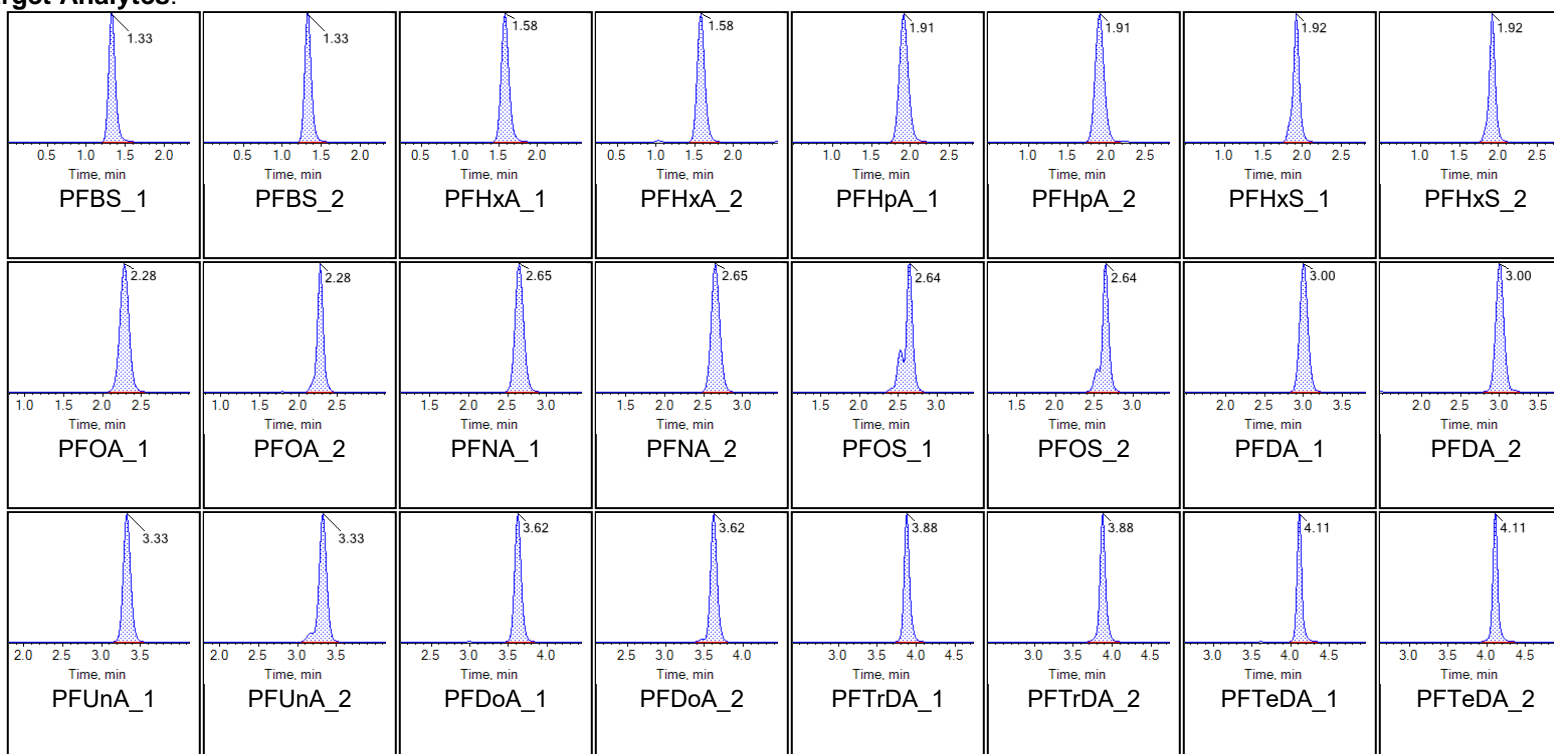 arget Analytes:
1.33 1.33 1.58 1.58 1.91 1.91 1.92 1.92
0.5 1.0 1.5 2.0 0.5 1.0 1.5 2.0 0.5 1.0 1.5 2.0 0.5 1.0 1.5 2.0 1.0 1.5 2.0 2.5 1.0 1.5 2.0 2.5 1.0 1.5 2.0 2.5 1.0 1.5 2.0 2.5
Time, min Time, min Time, min Time, min Time, min Time, min Time, min Time, min
PFBS_1 PFBS_2 PFHxA_1 PFHxA_2 PFHpA_1 PFHpA_2 PFHxS_1 PFHxS_2
2.28 2.28 2.65 2.65 2.64 2.64 3.00 3.00
1.0 1.5 2.0 2.5 1.0 1.5 2.0 2.5 1.5 2.0 2.5 3.0 1.5 2.0 2.5 3.0 1.5 2.0 2.5 3.0 1.5 2.0 2.5 3.0 2.0 2.5 3.0 3.5 2.0 2.5 3.0 3.5
Time, min Time, min Time, min Time, min Time, min Time, min Time, min Time, min
PFOA_1 PFOA_2 PFNA_1 PFNA_2 PFOS_1 PFOS_2 PFDA_1 PFDA_2
3.33 3.33 3.62 3.62 3.88 3.88 4.11 4.11
2.0 2.5 3.0 3.5 2.0 2.5 3.0 3.5 2.5 3.0 3.5 4.0 2.5 3.0 3.5 4.0 3.0 3.5 4.0 4.5 3.0 3.5 4.0 4.5 3.0 3.5 4.0 4.5 3.0 3.5 4.0 4.5
Time, min Time, min Time, min Time, min Time, min Time, min Time, min Time, min
PFUnA_1 PFUnA_2 PFDoA_1 PFDoA_2 PFTrDA_1 PFTrDA_2 PFTeDA_1 PFTeDA_2